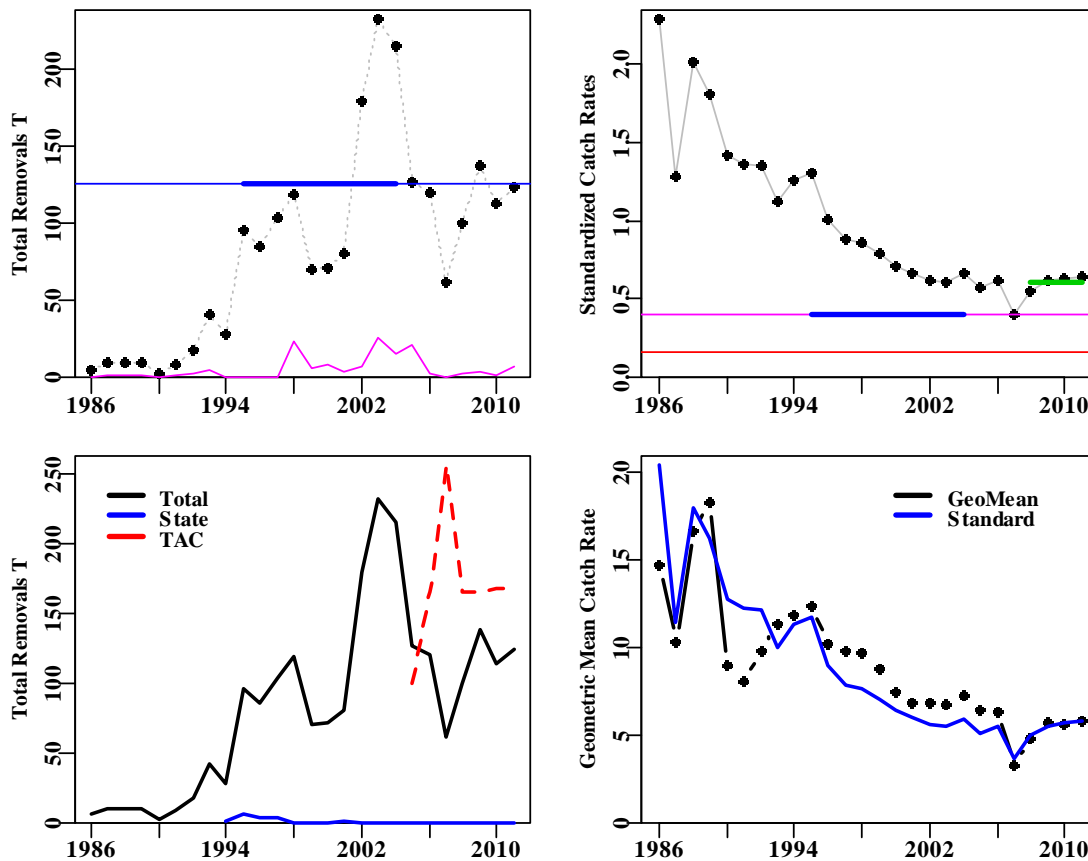 Total Removals T
0 50 100 150 200
1986 1994 2002 2010
Standardized Catch Rates
0.0 0.5 1.0 1.5 2.0
1986 1994 2002 2010
Total Removals T
0 50 100 150 200 250
Total
State
TAC
1986 1994 2002 2010
Geometric Mean Catch Rate
0 5 10 15 20
GeoMean
Standard
1986 1994 2002 2010